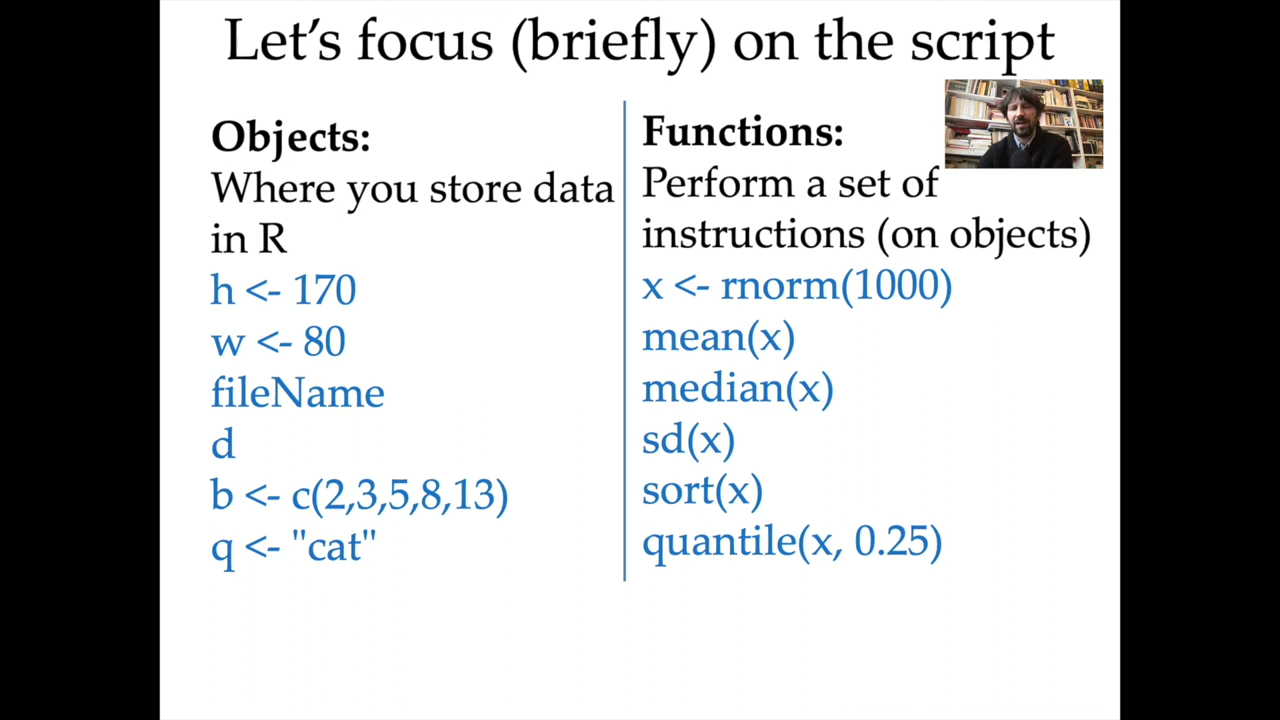 Let's focus (briefly) on the script
Objects:
Where you store data
in R
h <- 170
w <- 80
fileName
d
b <- c(2,3,5,8,13)
q <- "cat"
Functions:
Perform a set of
instructions (on objects)
x <- rnorm(1000)
mean(x)
median(x)
sd(x)
sort(x)
quantile(x, 0.25)